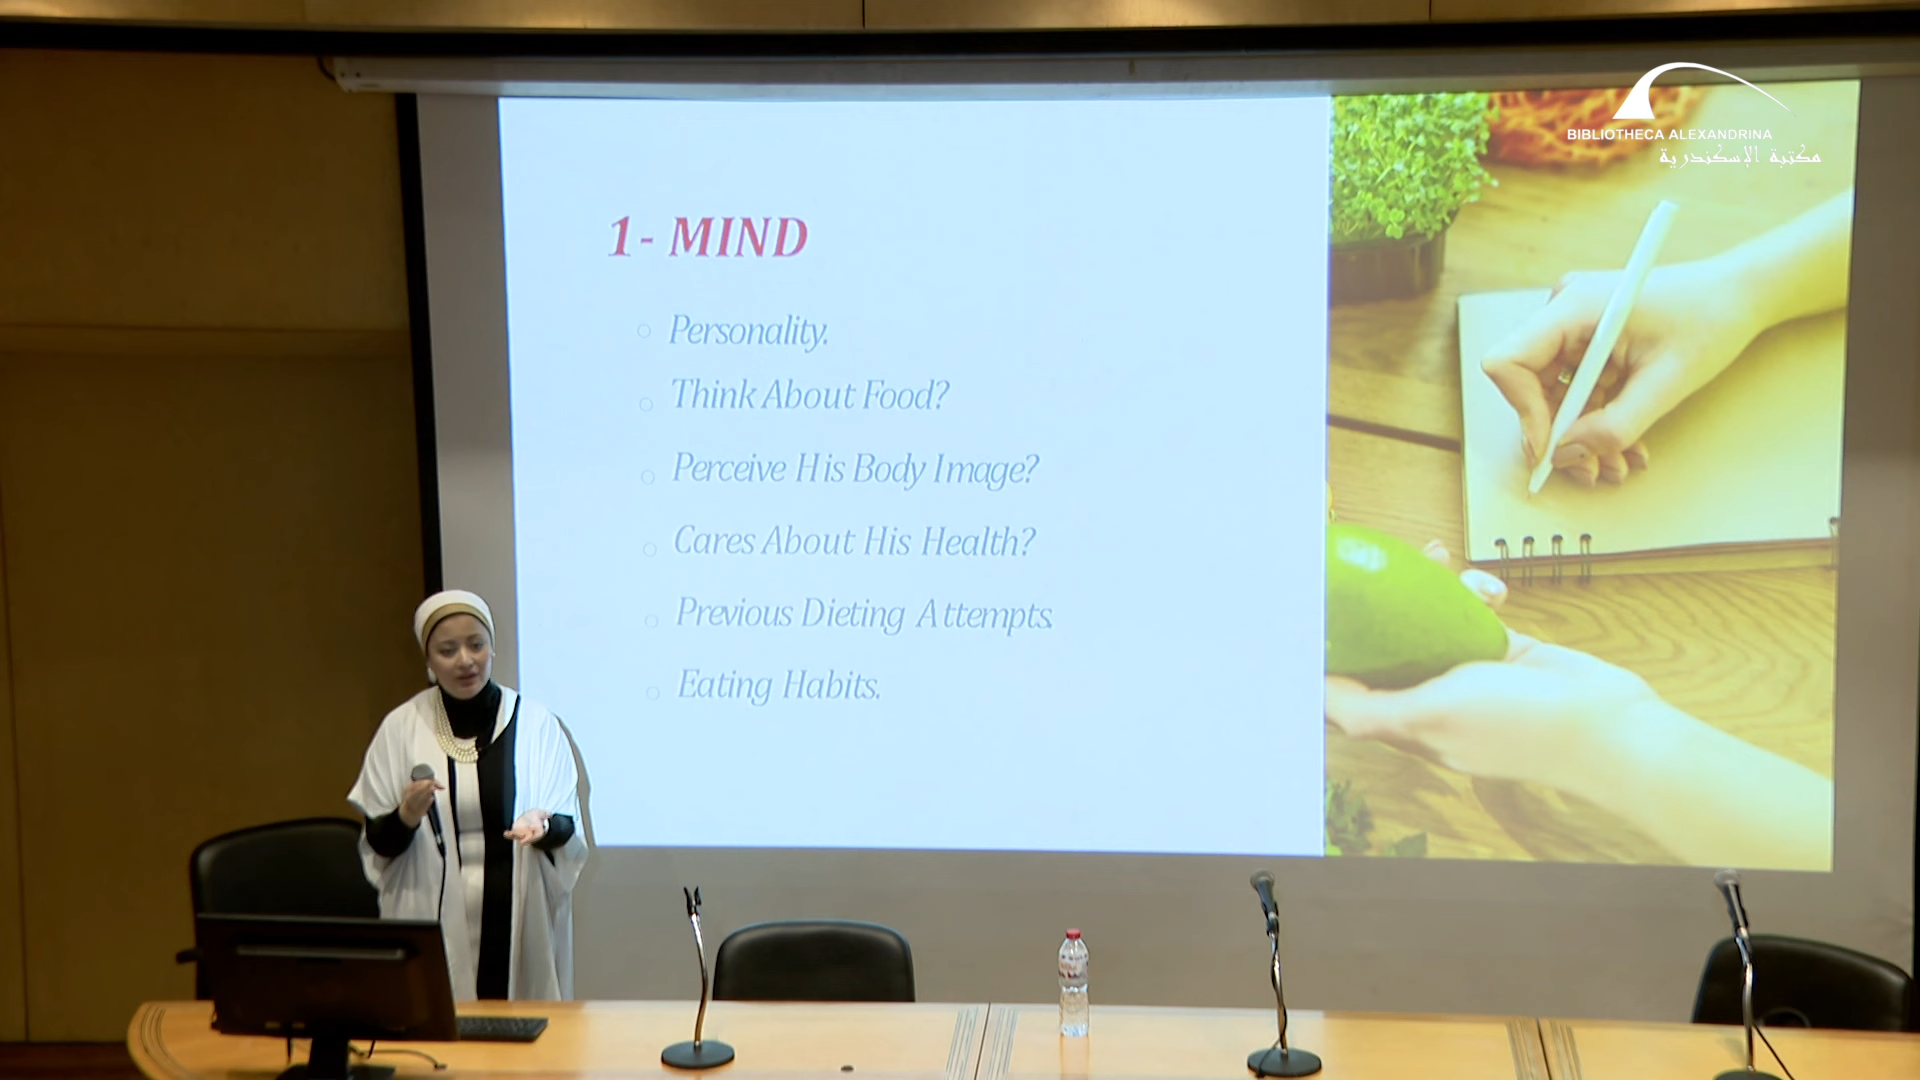 BIBLIOTHECA ALEXANDRINA
مكتبة الإسكندرية
1- MIND
Personality.
Think About Food?
Perceive His Body Image?
Cares About His Health?
Previous Dieting Attempts.
Eating Habits.